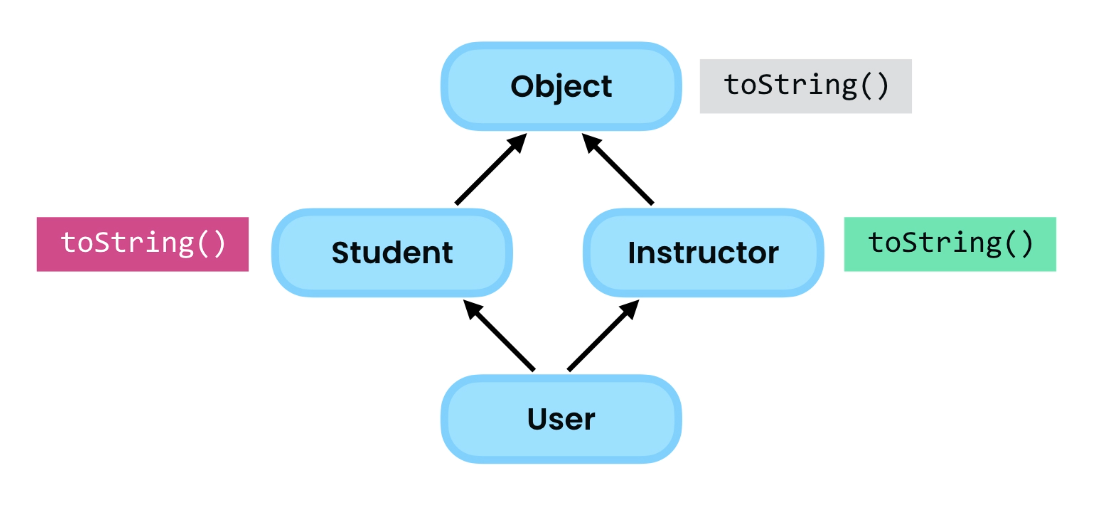 Object
toString()
toString()
Student
Instructor
toString()
User